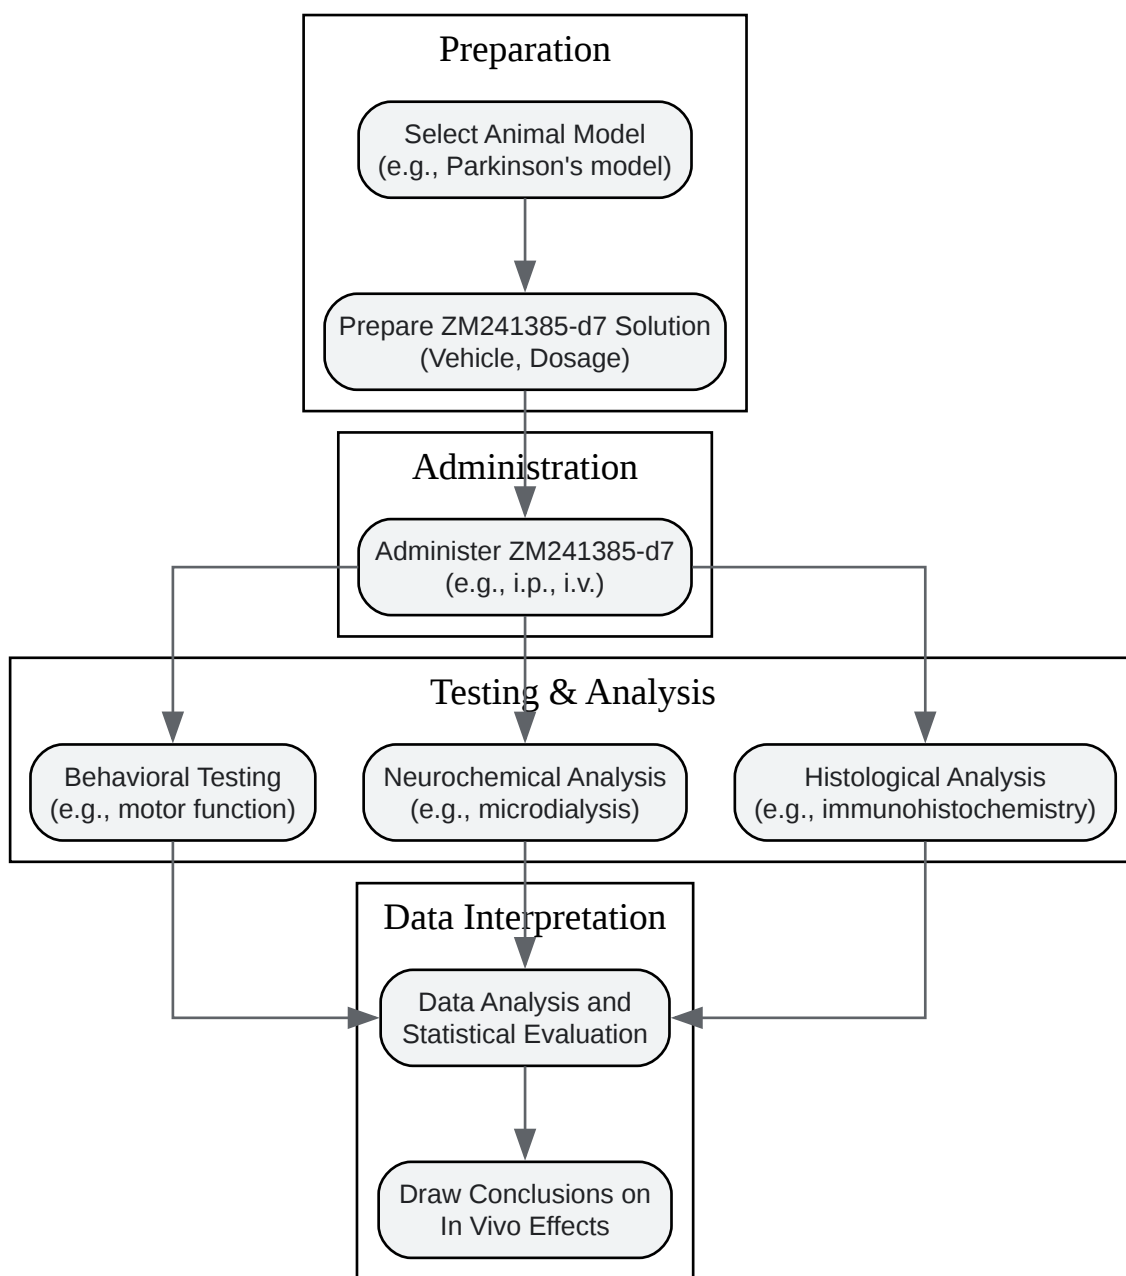 Preparation
Select Animal Model
(e.g., Parkinson's model)
Prepare ZM241385-d7 Solution
(Vehicle, Dosage)
Administration
Administer ZM241385-d7
(e.g., i.p., i.v.)
Testing & Analysis
Behavioral Testing
(e.g., motor function)
Neurochemical Analysis
(e.g., microdialysis)
Histological Analysis
(e.g., immunohistochemistry)
Data Interpretation
Data Analysis and
Statistical Evaluation
Draw Conclusions on
In Vivo Effects